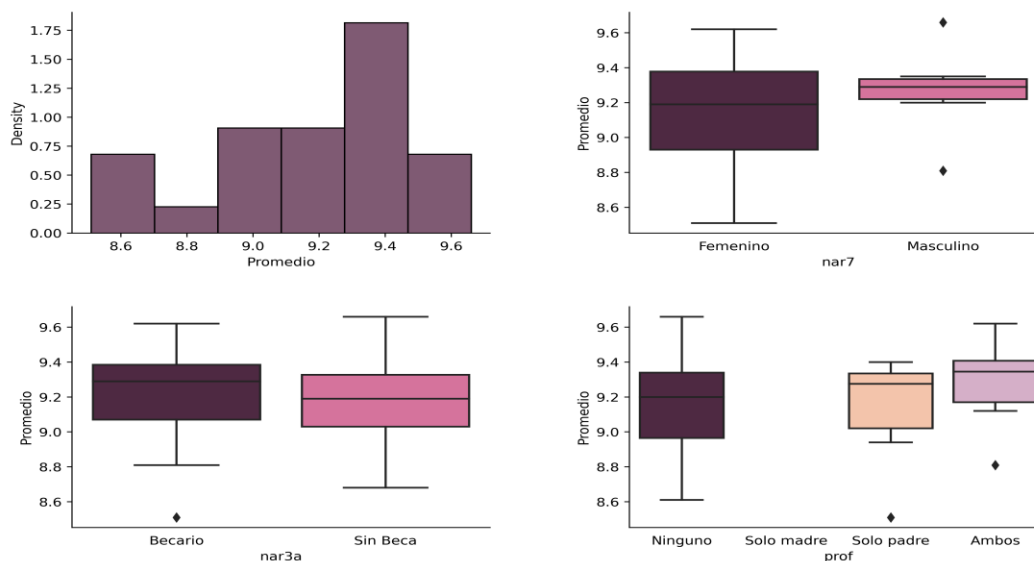 1.75
1.50
1.25
1.00
0.75
0.50
0.25
0.00
Density
8.6 8.8 9.0 9.2 9.4 9.6
Promedio
9.6
9.4
9.2
9.0
8.8
8.6
Promedio
Femenino Masculino
nar7
9.6
9.4
9.2
9.0
8.8
8.6
Promedio
Becario Sin Beca
nar3a
9.6
9.4
9.2
9.0
8.8
8.6
Promedio
Ninguno Solo madre Solo padre Ambos
prof